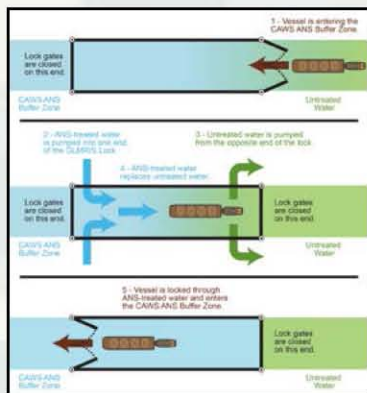 1 - Vessel is entering the
CAWS ANS Buffer Zone.
Lock gates
are closed
on this end.
CAWS-ANS
Buffer Zone
Untreated
Water
2 - ANS-treated water
is pumped into one end
of the GLMRIS Lock
3 - Untreated water is pumped
from the opposite end of the lock.
4 - ANS-treated water
replaces untreated water.
Lock gates
are closed
on this end.
Lock gates
are closed
on this end.
CAWS-ANS
Buffer Zone
Untreated
Water
5 - Vessel is locked through
ANS-treated water and enters
the CAWS ANS Buffer Zone
Lock gates
are closed
on this end.
CAWS-ANS
Buffer Zone
Untreated
Water